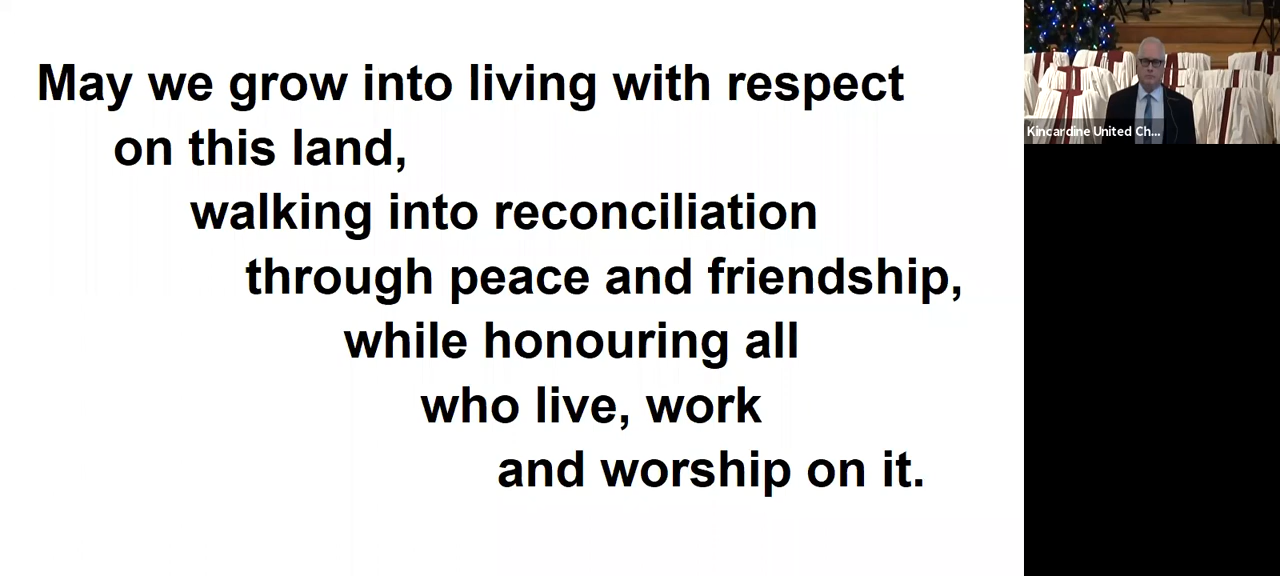 May we grow into living with respect
on this land,
walking into reconciliation
through peace and friendship,
while honouring all
who live, work
and worship on it.
Kincardine United Ch...